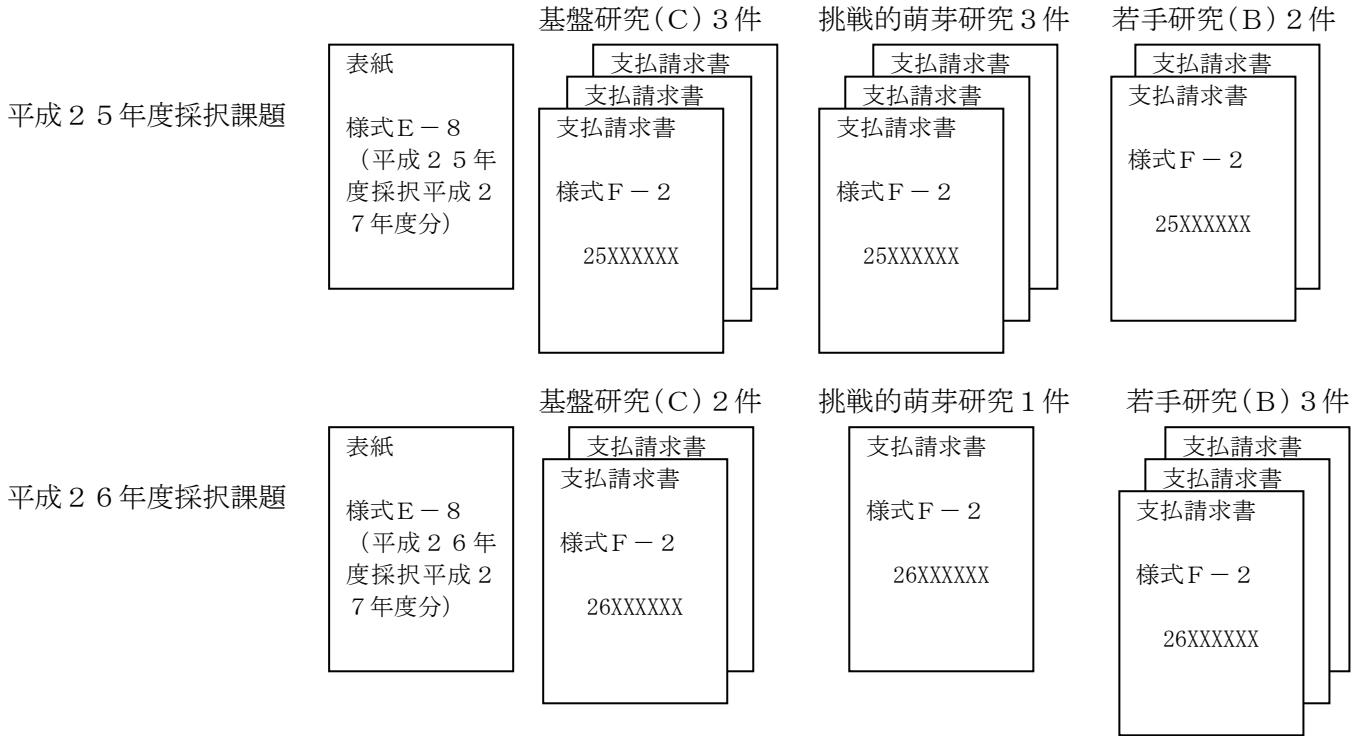 基盤研究(C)3件
挑戦的萌芽研究3件
若手研究(B)2件
平成25年度採択課題
表紙
様式E－8
（平成25年
度採択平成2
7年度分）
支払請求書
支払請求書
支払請求書
様式F－2
25XXXXXX
支払請求書
支払請求書
支払請求書
様式F－2
25XXXXXX
支払請求書
支払請求書
様式F－2
25XXXXXX
基盤研究(C)2件
挑戦的萌芽研究1件
若手研究(B)3件
平成26年度採択課題
表紙
様式E－8
（平成26年
度採択平成2
7年度分）
支払請求書
支払請求書
様式F－2
26XXXXXX
支払請求書
様式F－2
26XXXXXX
支払請求書
支払請求書
支払請求書
様式F－2
26XXXXXX